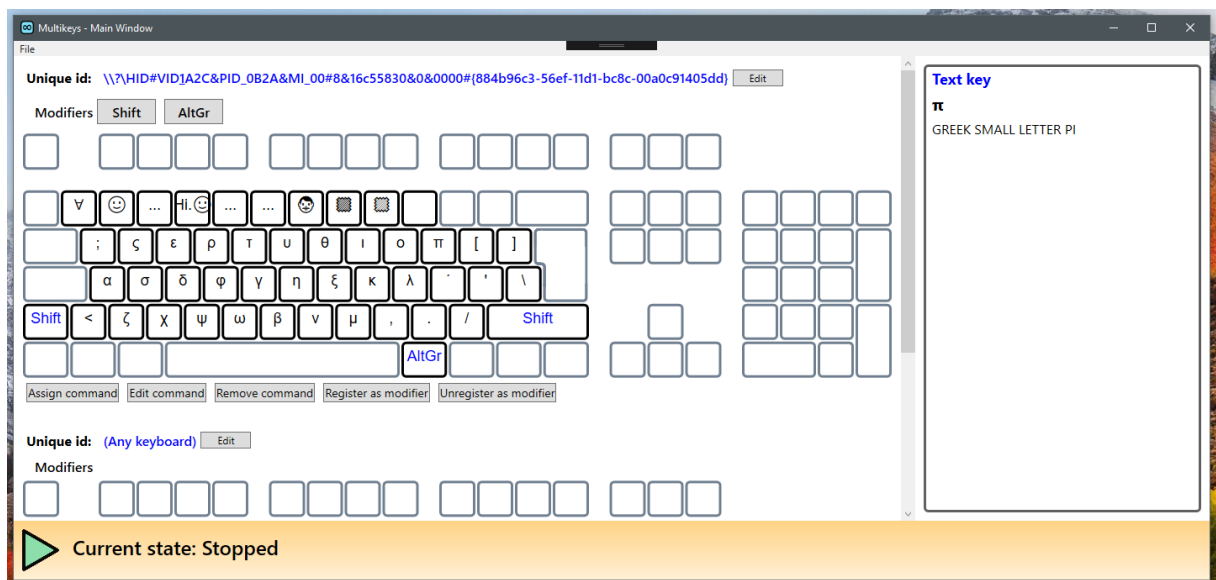 Multikeys - Main Window
File
Unique id: \\?\HID#VID_1A2C&PID_0B2A&MI_00#8&16c55830&0&0000#{884b96c3-56ef-11d1-bc8c-00a0c91405dd} Edit
Modifiers Shift AltGr
∀ ☺ ... Hi.☺ ... ...
; ς ε ρ τ υ θ ι ο π [ ]
α σ δ φ γ η ξ κ λ ΄ ' \
Shift < ζ χ ψ ω β ν μ , . / Shift
AltGr
Assign command Edit command Remove command Register as modifier Unregister as modifier
Unique id: (Any keyboard) Edit
Modifiers
Text key
π
GREEK SMALL LETTER PI
Current state: Stopped